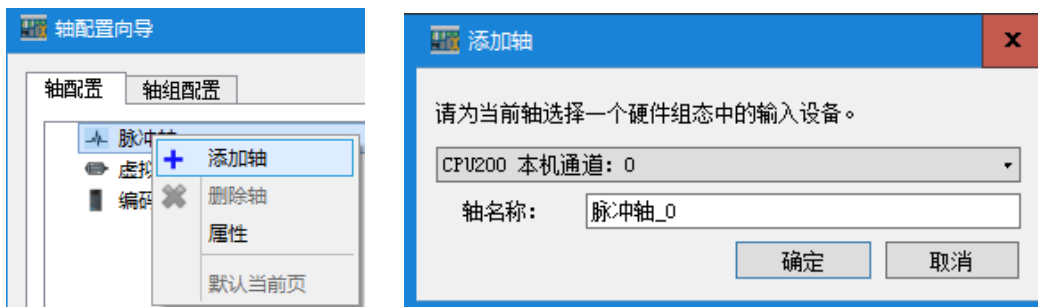 轴配置向导
轴配置 轴组配置
脉冲
虚拟
编码
添加轴
删除轴
属性
默认当前页
添加轴
x
请为当前轴选择一个硬件组态中的输入设备。
CPU200 本机通道：0
轴名称： 脉冲轴_0
确定 取消